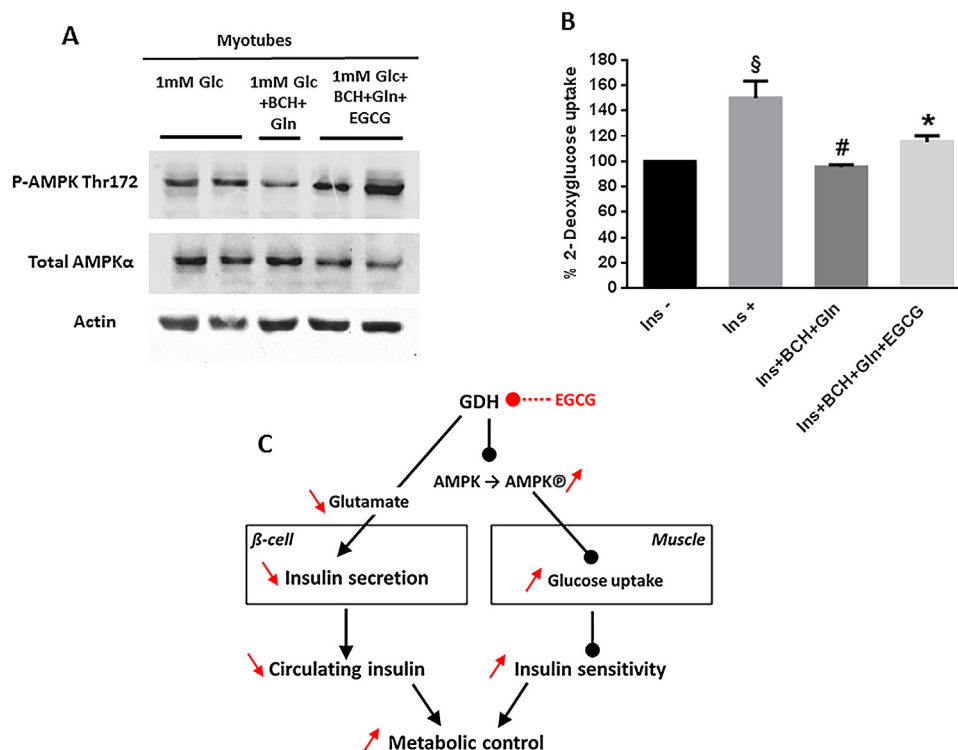 A
Myotubes
1mM Glc
1mM Glc
+BCH+
Gln
1mM Glc+
BCH+Gln+
EGCG
P-AMPK Thr172
Total AMPKα
Actin
B
% 2- Deoxyglucose uptake
180
160
140
120
100
80
60
40
20
0
§
#
*
Ins -
Ins +
Ins+BCH+Gln
Ins+BCH+Gln+EGCG
C
GDH
EGCG
AMPK → AMPKⓅ
Glutamate
ß-cell
Insulin secretion
Muscle
Glucose uptake
Circulating insulin
Insulin sensitivity
Metabolic control